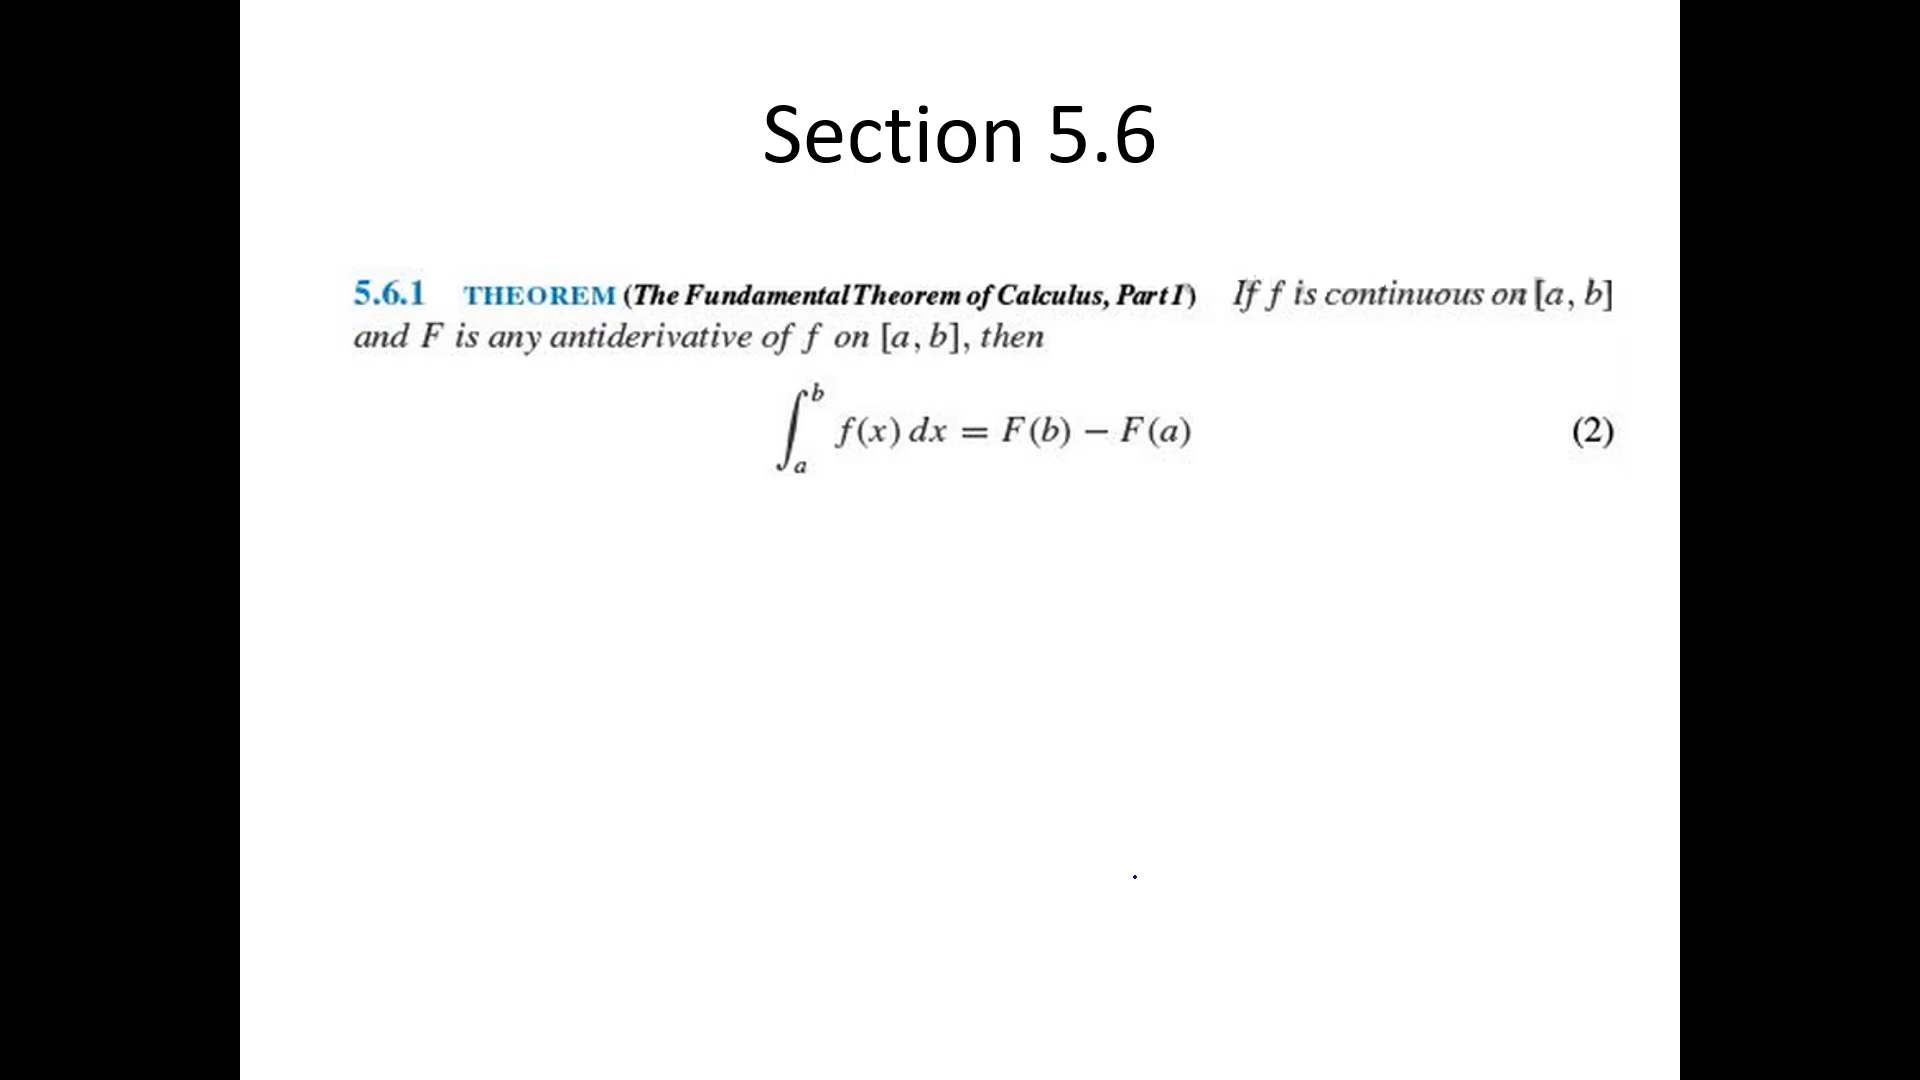 Section 5.6
5.6.1 THEOREM (The Fundamental Theorem of Calculus, Part I) If f is continuous on [a, b]
and F is any antiderivative of f on [a, b], then
∫_a^b f(x) dx = F(b) − F(a) (2)